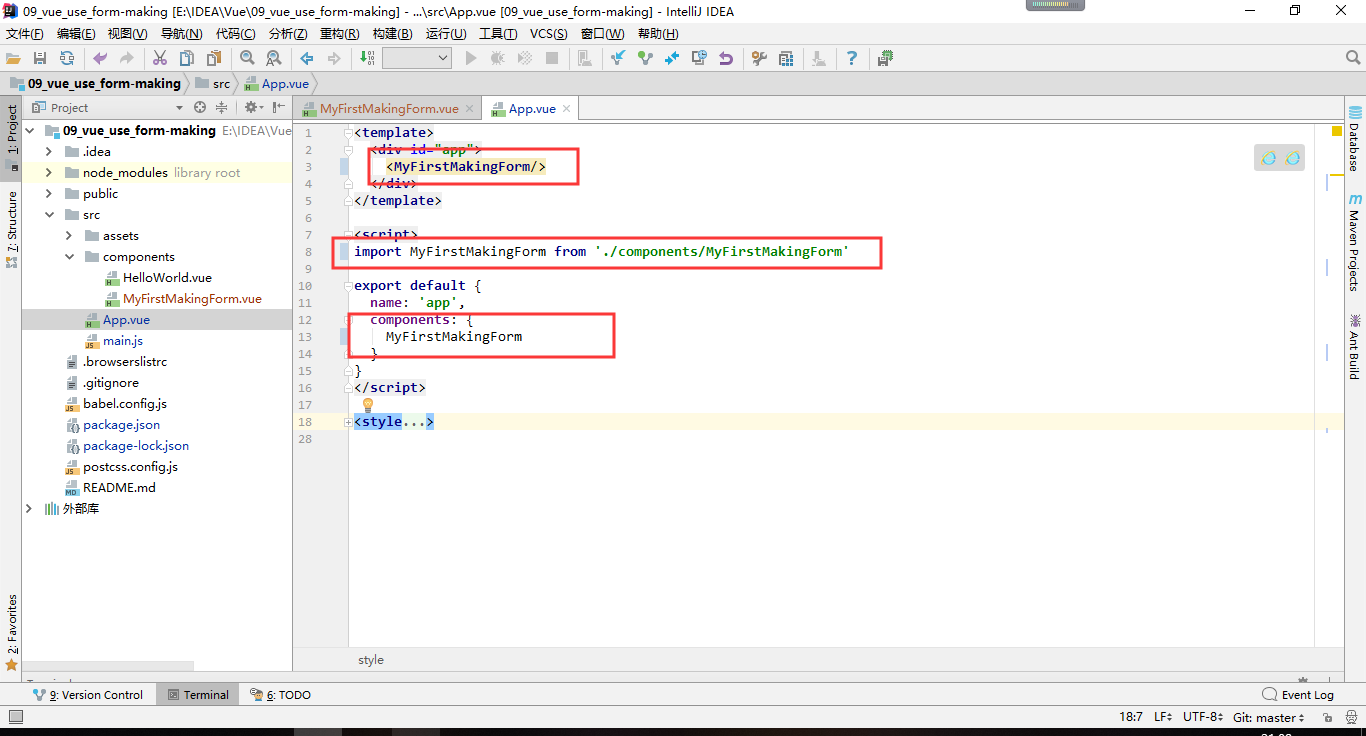 09_vue_use_form-making [E:\IDEA\Vue\09_vue_use_form-making] - ...\src\App.vue [09_vue_use_form-making] - IntelliJ IDEA
文件(F) 编辑(E) 视图(V) 导航(N) 代码(C) 分析(Z) 重构(R) 构建(B) 运行(U) 工具(T) VCS(S) 窗口(W) 帮助(H)
09_vue_use_form-making src App.vue
Project
MyFirstMakingForm.vue App.vue
1: Project
7: Structure
2: Favorites
09_vue_use_form-making E:\IDEA\Vue
.idea
node_modules library root
public
src
assets
components
HelloWorld.vue
MyFirstMakingForm.vue
App.vue
main.js
.browserslistrc
.gitignore
babel.config.js
package.json
package-lock.json
postcss.config.js
README.md
外部库
1 <template>
2 <div id="app">
3 <MyFirstMakingForm/>
4 </div>
5 </template>
6
7 <script>
8 import MyFirstMakingForm from './components/MyFirstMakingForm'
9
10 export default {
11 name: 'app',
12 components: {
13 MyFirstMakingForm
14 }
15 }
16 </script>
17
18 <style...>
28
style
Database
Maven Projects
Ant Build
9: Version Control Terminal 6: TODO Event Log
18:7 LF UTF-8 Git: master